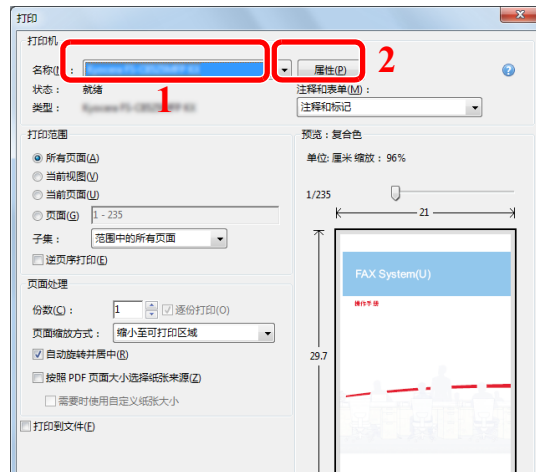 打印
打印机
名称(N):
属性(P)
2
状态: 就绪
1
注释和表单(M):
类型:
注释和标记
打印范围
预览:复合色
所有页面(A)
单位: 厘米 缩放: 96%
当前视图(V)
当前页面(U)
1/235
页面(G) 1 - 235
21
子集: 范围中的所有页面
逆页序打印(E)
FAX System(U)
页面处理
操作手册
份数(C): 1 逐份打印(O)
页面缩放方式: 缩小至可打印区域
自动旋转并居中(R)
29.7
按照 PDF 页面大小选择纸张来源(Z)
需要时使用自定义纸张大小
打印到文件(F)